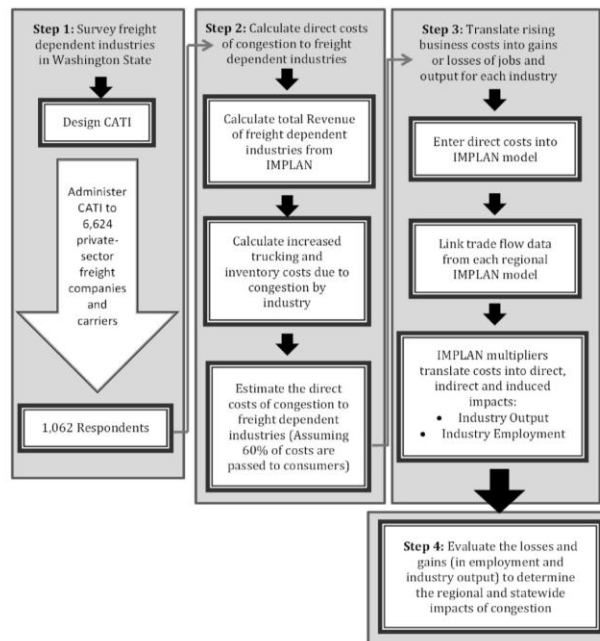 Step 1: Survey freight
dependent industries
in Washington State
Design CATI
Administer
CATI to
6,624
private-
sector
freight
companies
and
carriers
1,062 Respondents
Step 2: Calculate direct costs
of congestion to freight
dependent industries
Calculate total Revenue
of freight dependent
industries from
IMPLAN
Calculate increased
trucking and
inventory costs due to
congestion by
industry
Estimate the direct
costs of congestion to
freight dependent
industries (Assuming
60% of costs are
passed to consumers)
Step 3: Translate rising
business costs into gains
or losses of jobs and
output for each industry
Enter direct costs into
IMPLAN model
Link trade flow data
from each regional
IMPLAN model
IMPLAN multipliers
translate costs into direct,
indirect and induced
impacts:
• Industry Output
• Industry Employment
Step 4: Evaluate the losses and
gains (in employment and
industry output) to determine
the regional and statewide
impacts of congestion